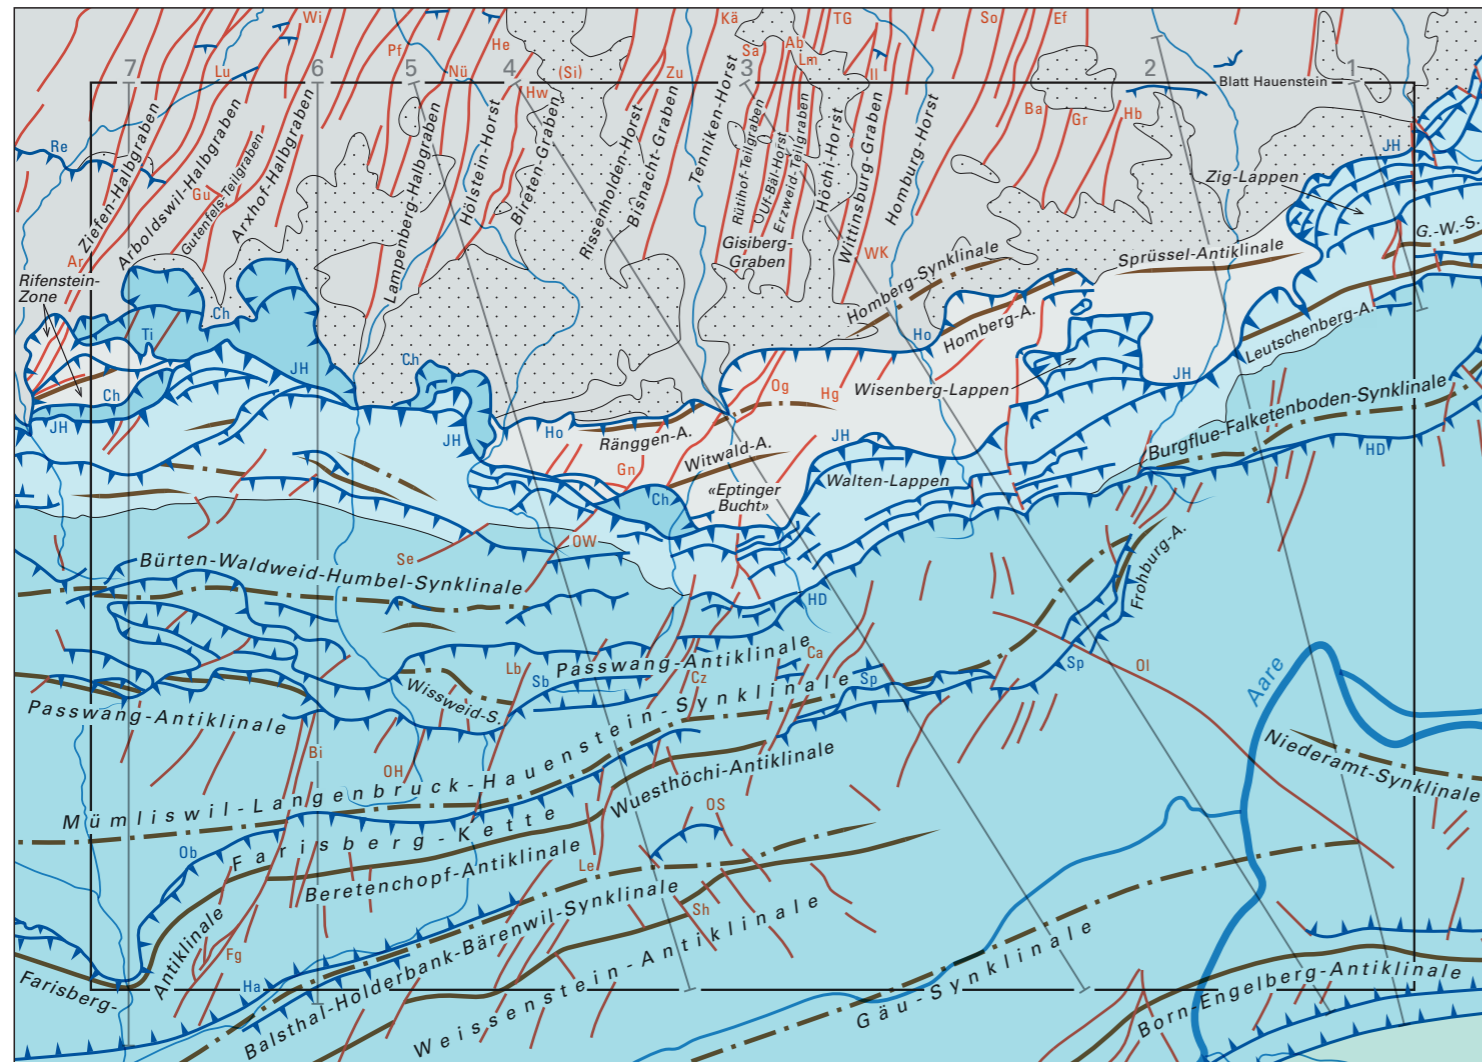 Wi
Kä
TG
So
Ef
Pf
He
Sa
Ab
Lm
7
Lu
6
5
Nü
4
(Si)
Zu
3
Il
2
Blatt Hauenstein
1
Hw
Ba
Gr
Hb
Re
JH
Ziefen-Halbgraben
Arboldswil-Halbgraben
Gu
Gutenfels-Teilgraben
Arxhof-Halbgraben
Lampenberg-Halbgraben
Hölstein-Horst
Bireten-Graben
Rissenholden-Horst
Bisnacht-Graben
Tenniken-Horst
Rütihof-Teilgraben
Uf-Bäl-Horst
Erzweid-Teilgraben
Höchi-Horst
Wittinsburg-Graben
Homburg-Horst
Zig-Lappen
G.-W.-S.
Gisiberg-
Graben
WK
Ar
Rifenstein-
Zone
Homberg-Synklinale
Sprüssel-Antiklinale
Ch
Ti
Ho
Homberg-A.
Leutschenberg-A.
Ch
JH
Ch
Og
Hg
Wisenberg-Lappen
JH
JH
JH
Ho
Ränggen-A.
JH
Burgflue-Falketenboden-Synklinale
HD
Gn
Witwald-A.
Walten-Lappen
Ch
«Eptinger
Bucht»
Se
OW
Bürten-Waldweid-Humbel-Synklinale
HD
Frohburg-A.
Passwang-Antiklinale
Ca
Lb
Sb
Cz
Sp
Sp
Ol
Aare
Wissweid-S.
Passwang-Antiklinale
Bi
OH
Mümliswil-Langenbruck-Hauenstein-Synklinale
Wuesthöchi-Antiklinale
Niederamt-Synklinale
OS
Ob
Farisberg-Kette
Beretenchopf-Antiklinale
Le
Sh
Fg
Ha
Farisberg-
Antiklinale
Balsthal-Holderbank-Bärenwil-Synklinale
Weissenstein-Antiklinale
Gäu-Synklinale
Born-Engelberg-Antiklinale